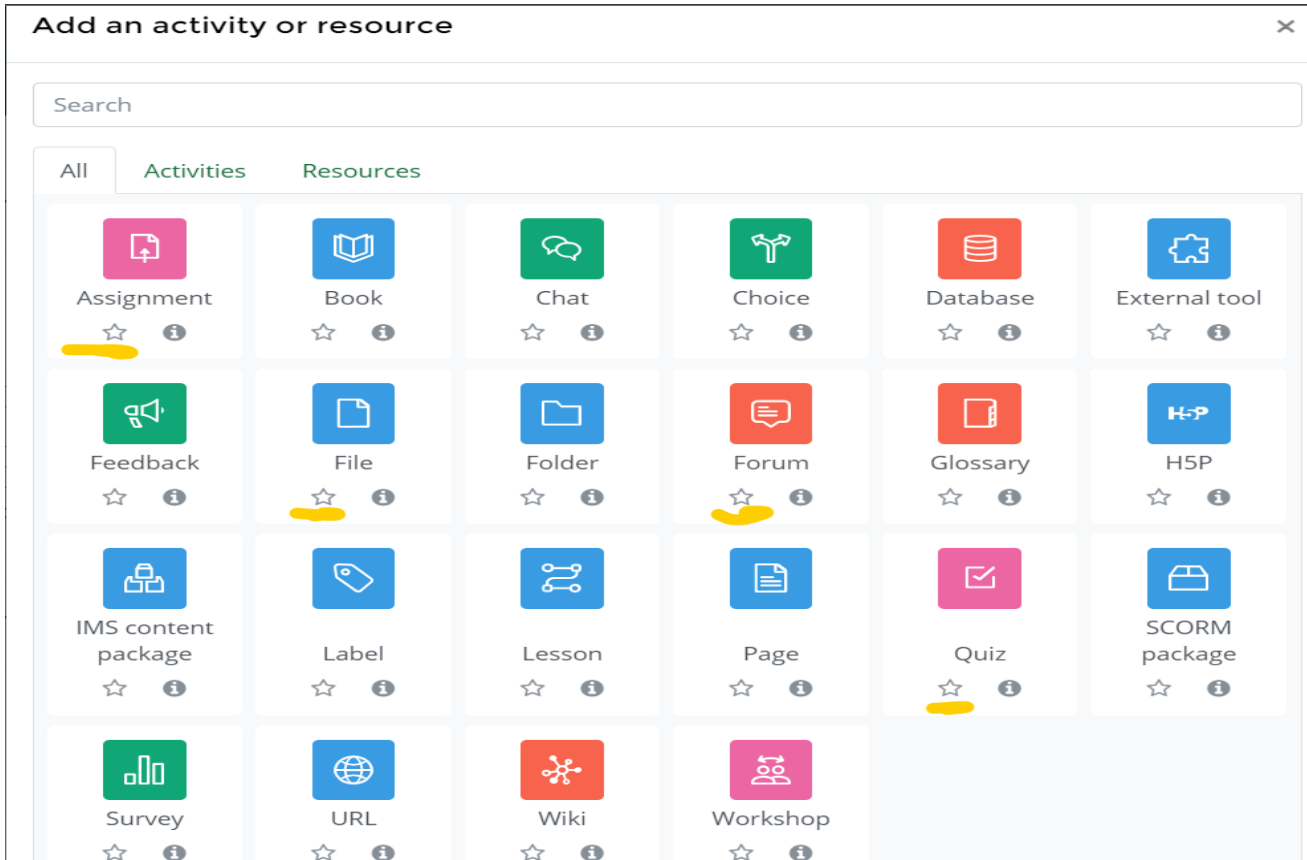 Add an activity or resource
Search
All Activities Resources
Assignment Book Chat Choice Database External tool
Feedback File Folder Forum Glossary H5P
H5P
IMS content package Label Lesson Page Quiz SCORM package
Survey URL Wiki Workshop